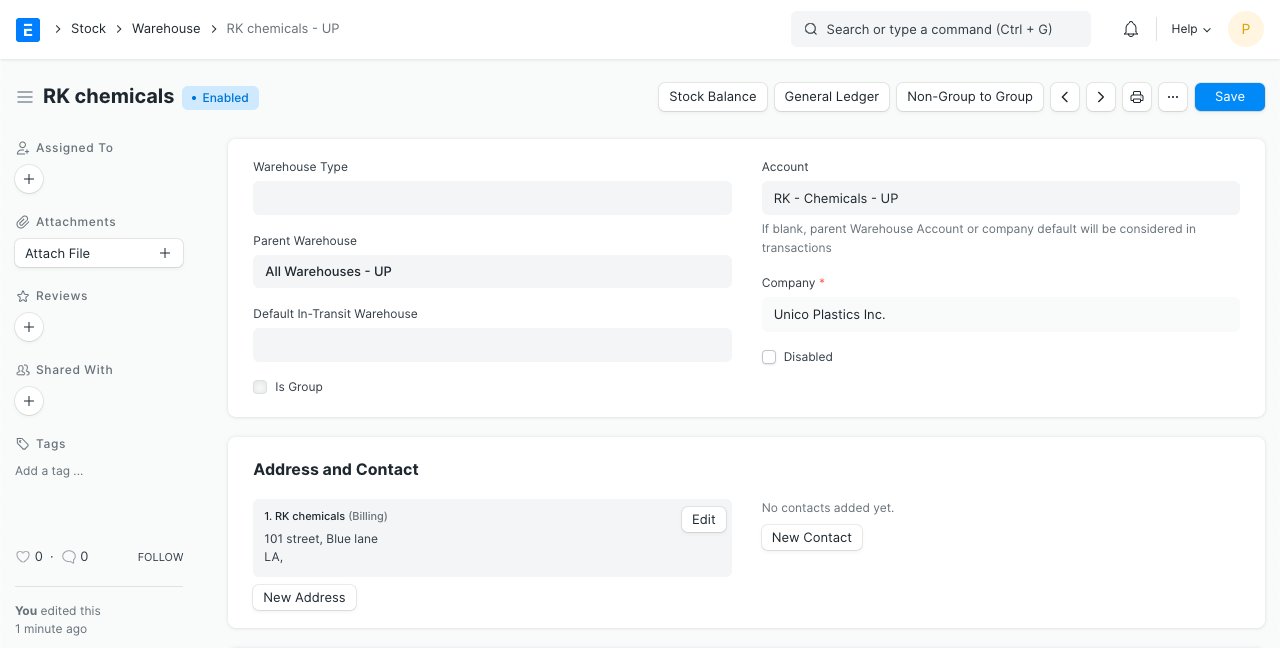 Stock Warehouse RK chemicals - UP
Search or type a command (Ctrl + G)
Help
P
RK chemicals
Enabled
Stock Balance
General Ledger
Non-Group to Group
Save
Assigned To
Attachments
Attach File
Reviews
Shared With
Tags
Add a tag ...
0 · 0 FOLLOW
You edited this
1 minute ago
Warehouse Type
Parent Warehouse
All Warehouses - UP
Default In-Transit Warehouse
Is Group
Account
RK - Chemicals - UP
If blank, parent Warehouse Account or company default will be considered in
transactions
Company *
Unico Plastics Inc.
Disabled
Address and Contact
1. RK chemicals (Billing)
Edit
101 street, Blue lane
LA,
New Address
No contacts added yet.
New Contact